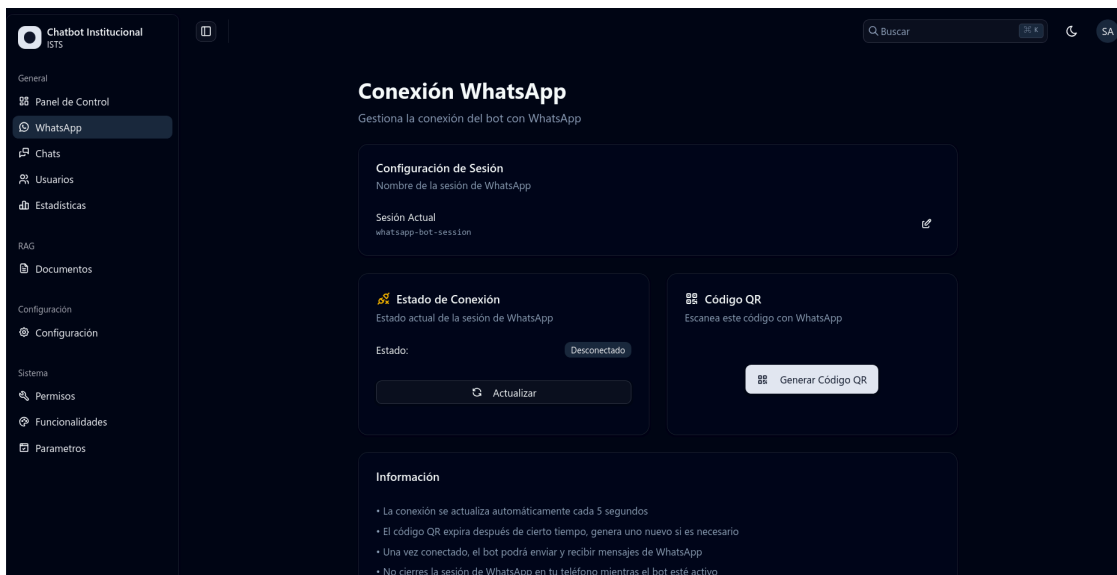 Chatbot Institucional
ISTS
Buscar
⌘ K
SA
General
Panel de Control
WhatsApp
Chats
Usuarios
Estadísticas
RAG
Documentos
Configuración
Configuración
Sistema
Permisos
Funcionalidades
Parametros
Conexión WhatsApp
Gestiona la conexión del bot con WhatsApp
Configuración de Sesión
Nombre de la sesión de WhatsApp
Sesión Actual
whatsapp-bot-session
Estado de Conexión
Estado actual de la sesión de WhatsApp
Estado:
Desconectado
Actualizar
Código QR
Escanea este código con WhatsApp
Generar Código QR
Información
• La conexión se actualiza automáticamente cada 5 segundos
• El código QR expira después de cierto tiempo, genera uno nuevo si es necesario
• Una vez conectado, el bot podrá enviar y recibir mensajes de WhatsApp
• No cierres la sesión de WhatsApp en tu teléfono mientras el bot esté activo